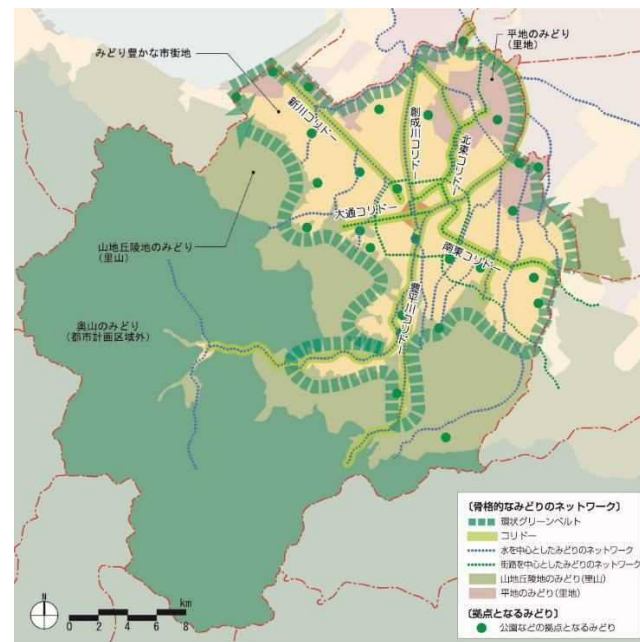 みどり豊かな市街地
平地のみどり
(里地)
新川コリドー
創成川コリドー
北東コリドー
大通コリドー
南東コリドー
豊平川コリドー
山地丘陵地のみどり
(里山)
奥山のみどり
(都市計画区域外)
〔骨格的なみどりのネットワーク〕
環状グリーンベルト
コリドー
水を中心としたみどりのネットワーク
街路を中心としたみどりのネットワーク
山地丘陵地のみどり(里山)
平地のみどり(里地)
〔拠点となるみどり〕
公園などの拠点となるみどり
N
km
0 2 4 6 8